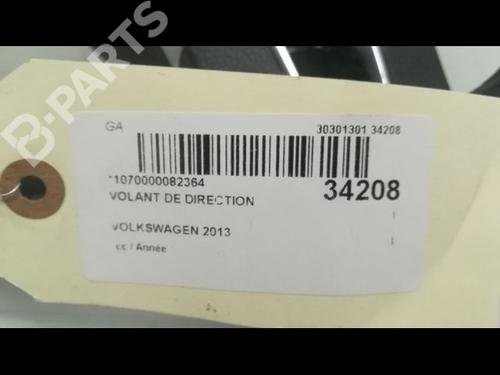 B-PARTS
GA
30301301 34208
*1070000082364
34208
VOLANT DE DIRECTION
VOLKSWAGEN 2013
cc / Année